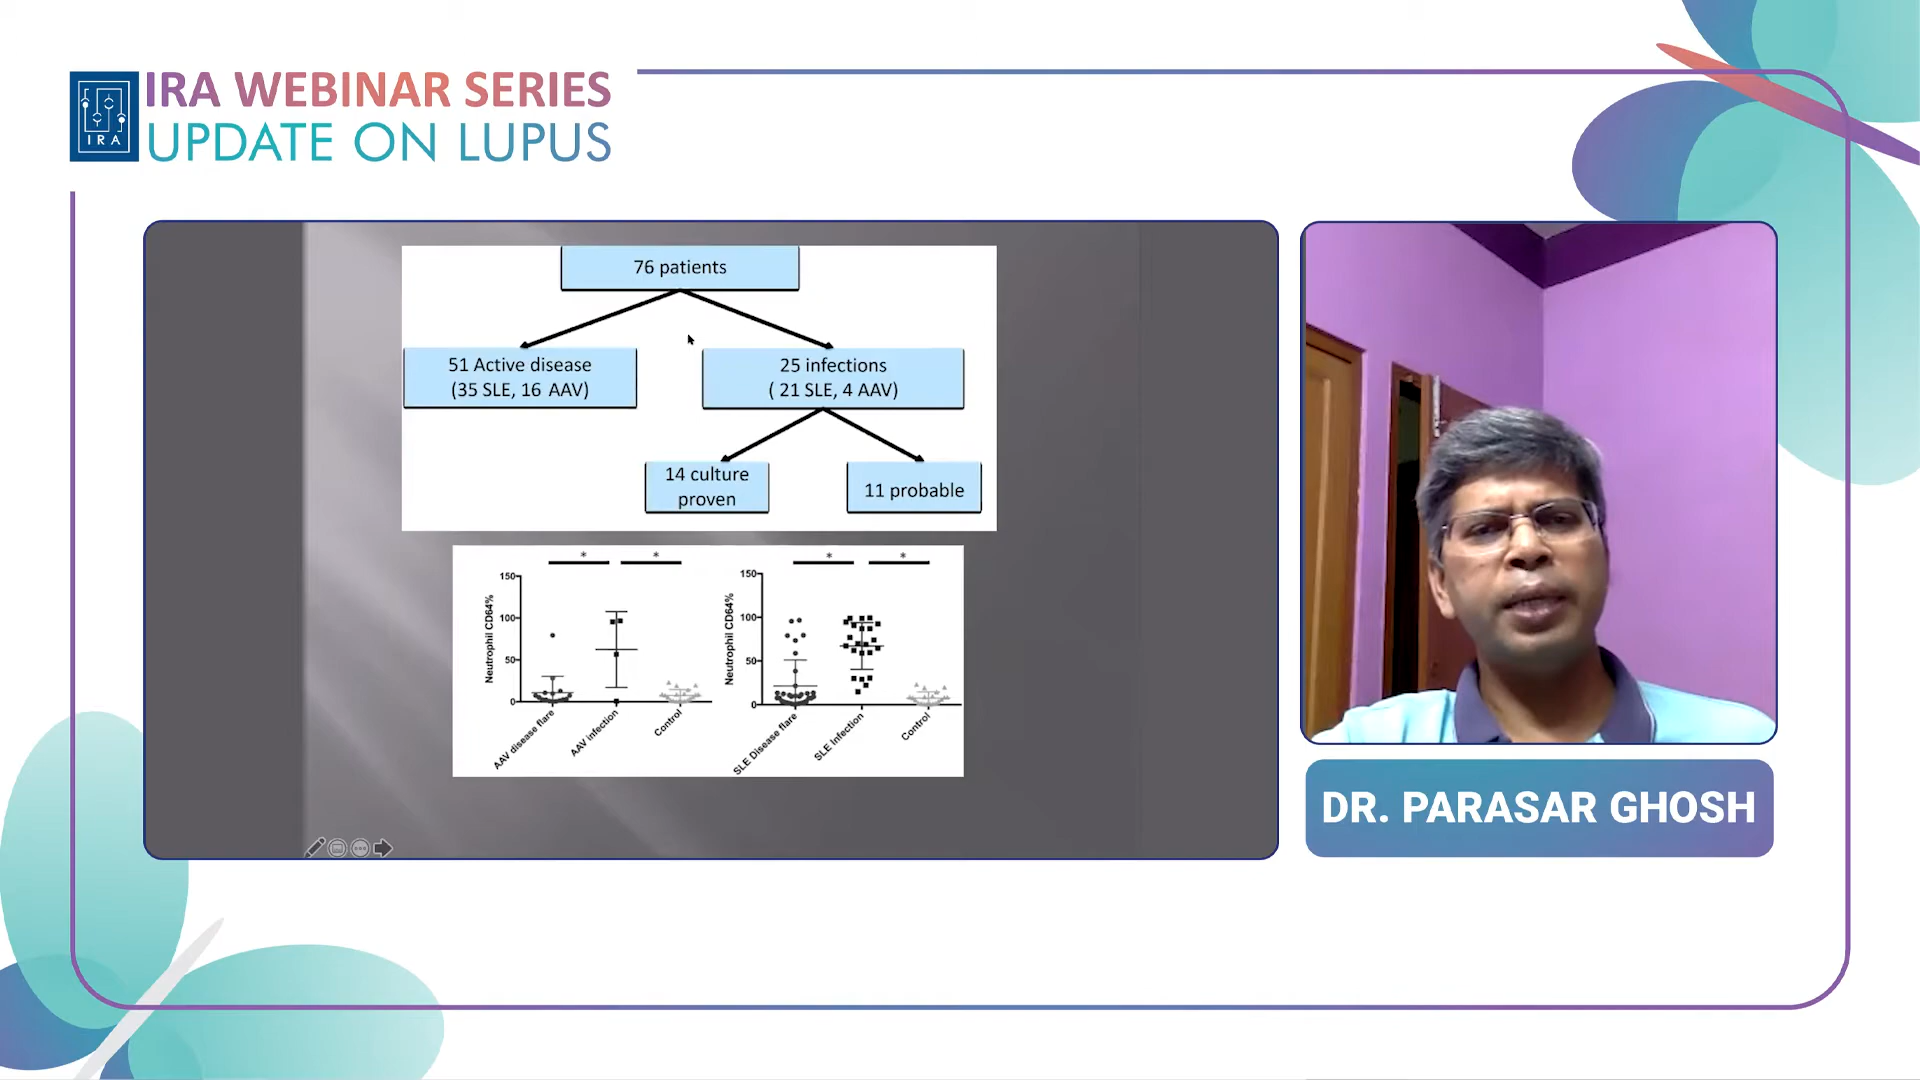 IRA WEBINAR SERIES
UPDATE ON LUPUS
IRA
76 patients
51 Active disease
(35 SLE, 16 AAV)
25 infections
( 21 SLE, 4 AAV)
14 culture
proven
11 probable
* *
150
100
50
0
Neutrophil CD64%
AAV disease flare
AAV infection
Control
* *
150
100
50
0
Neutrophil CD64%
SLE Disease flare
SLE Infection
Control
DR. PARASAR GHOSH